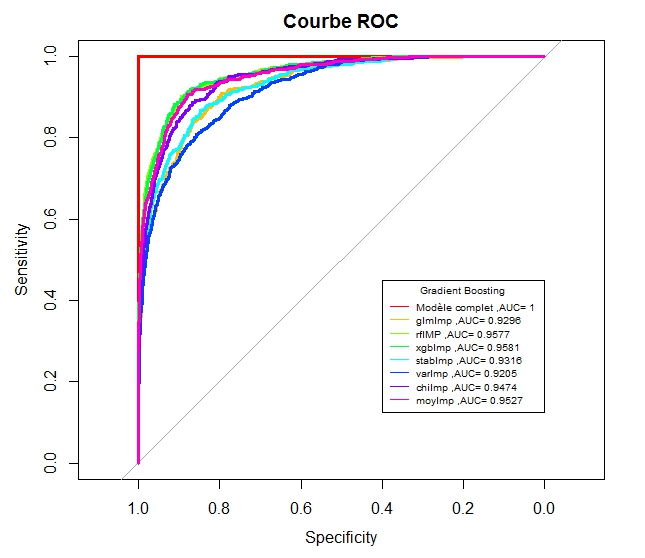 Courbe ROC
Sensitivity
1.0
0.8
0.6
0.4
0.2
0.0
Gradient Boosting
Modèle complet ,AUC= 1
glmImp ,AUC= 0.9296
rfIMP ,AUC= 0.9577
xgbImp ,AUC= 0.9581
stabImp ,AUC= 0.9316
varImp ,AUC= 0.9205
chiImp ,AUC= 0.9474
moyImp ,AUC= 0.9527
1.0 0.8 0.6 0.4 0.2 0.0
Specificity